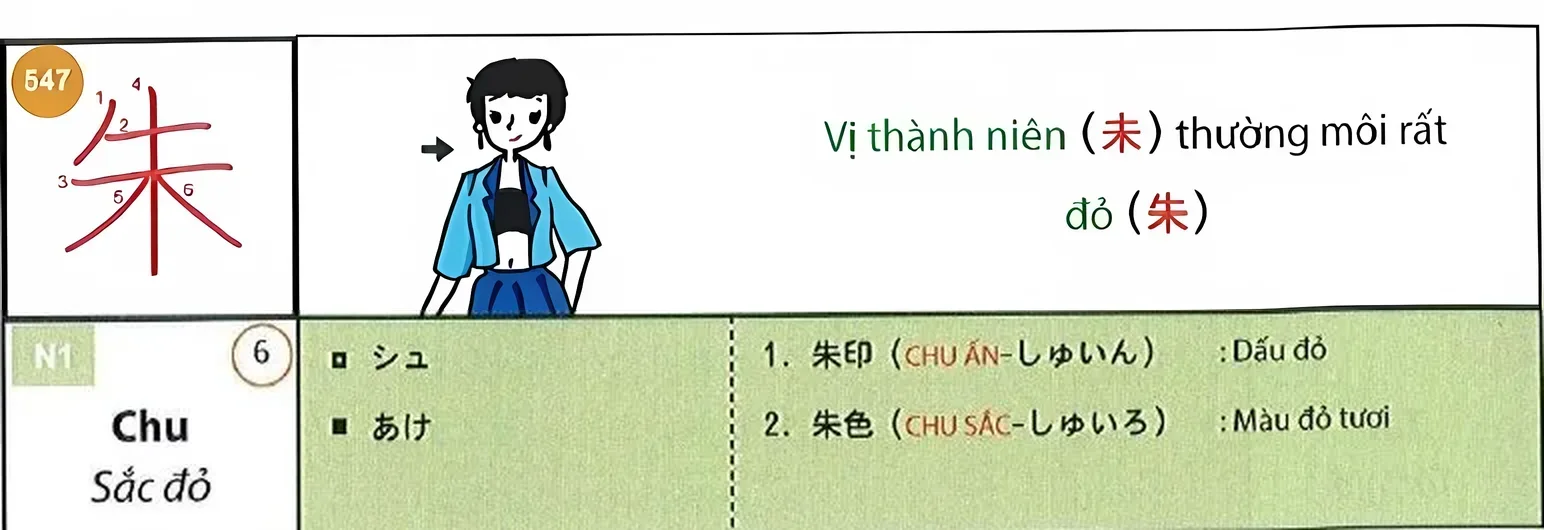 547
朱
1
2
3
4
5
6
Vị thành niên (未) thường môi rất
đỏ (朱)
N1
6
Chu
Sắc đỏ
シュ
あけ
1. 朱印 (CHU ẤN-しゅいん) : Dấu đỏ
2. 朱色 (CHU SẮC-しゅいろ) : Màu đỏ tươi